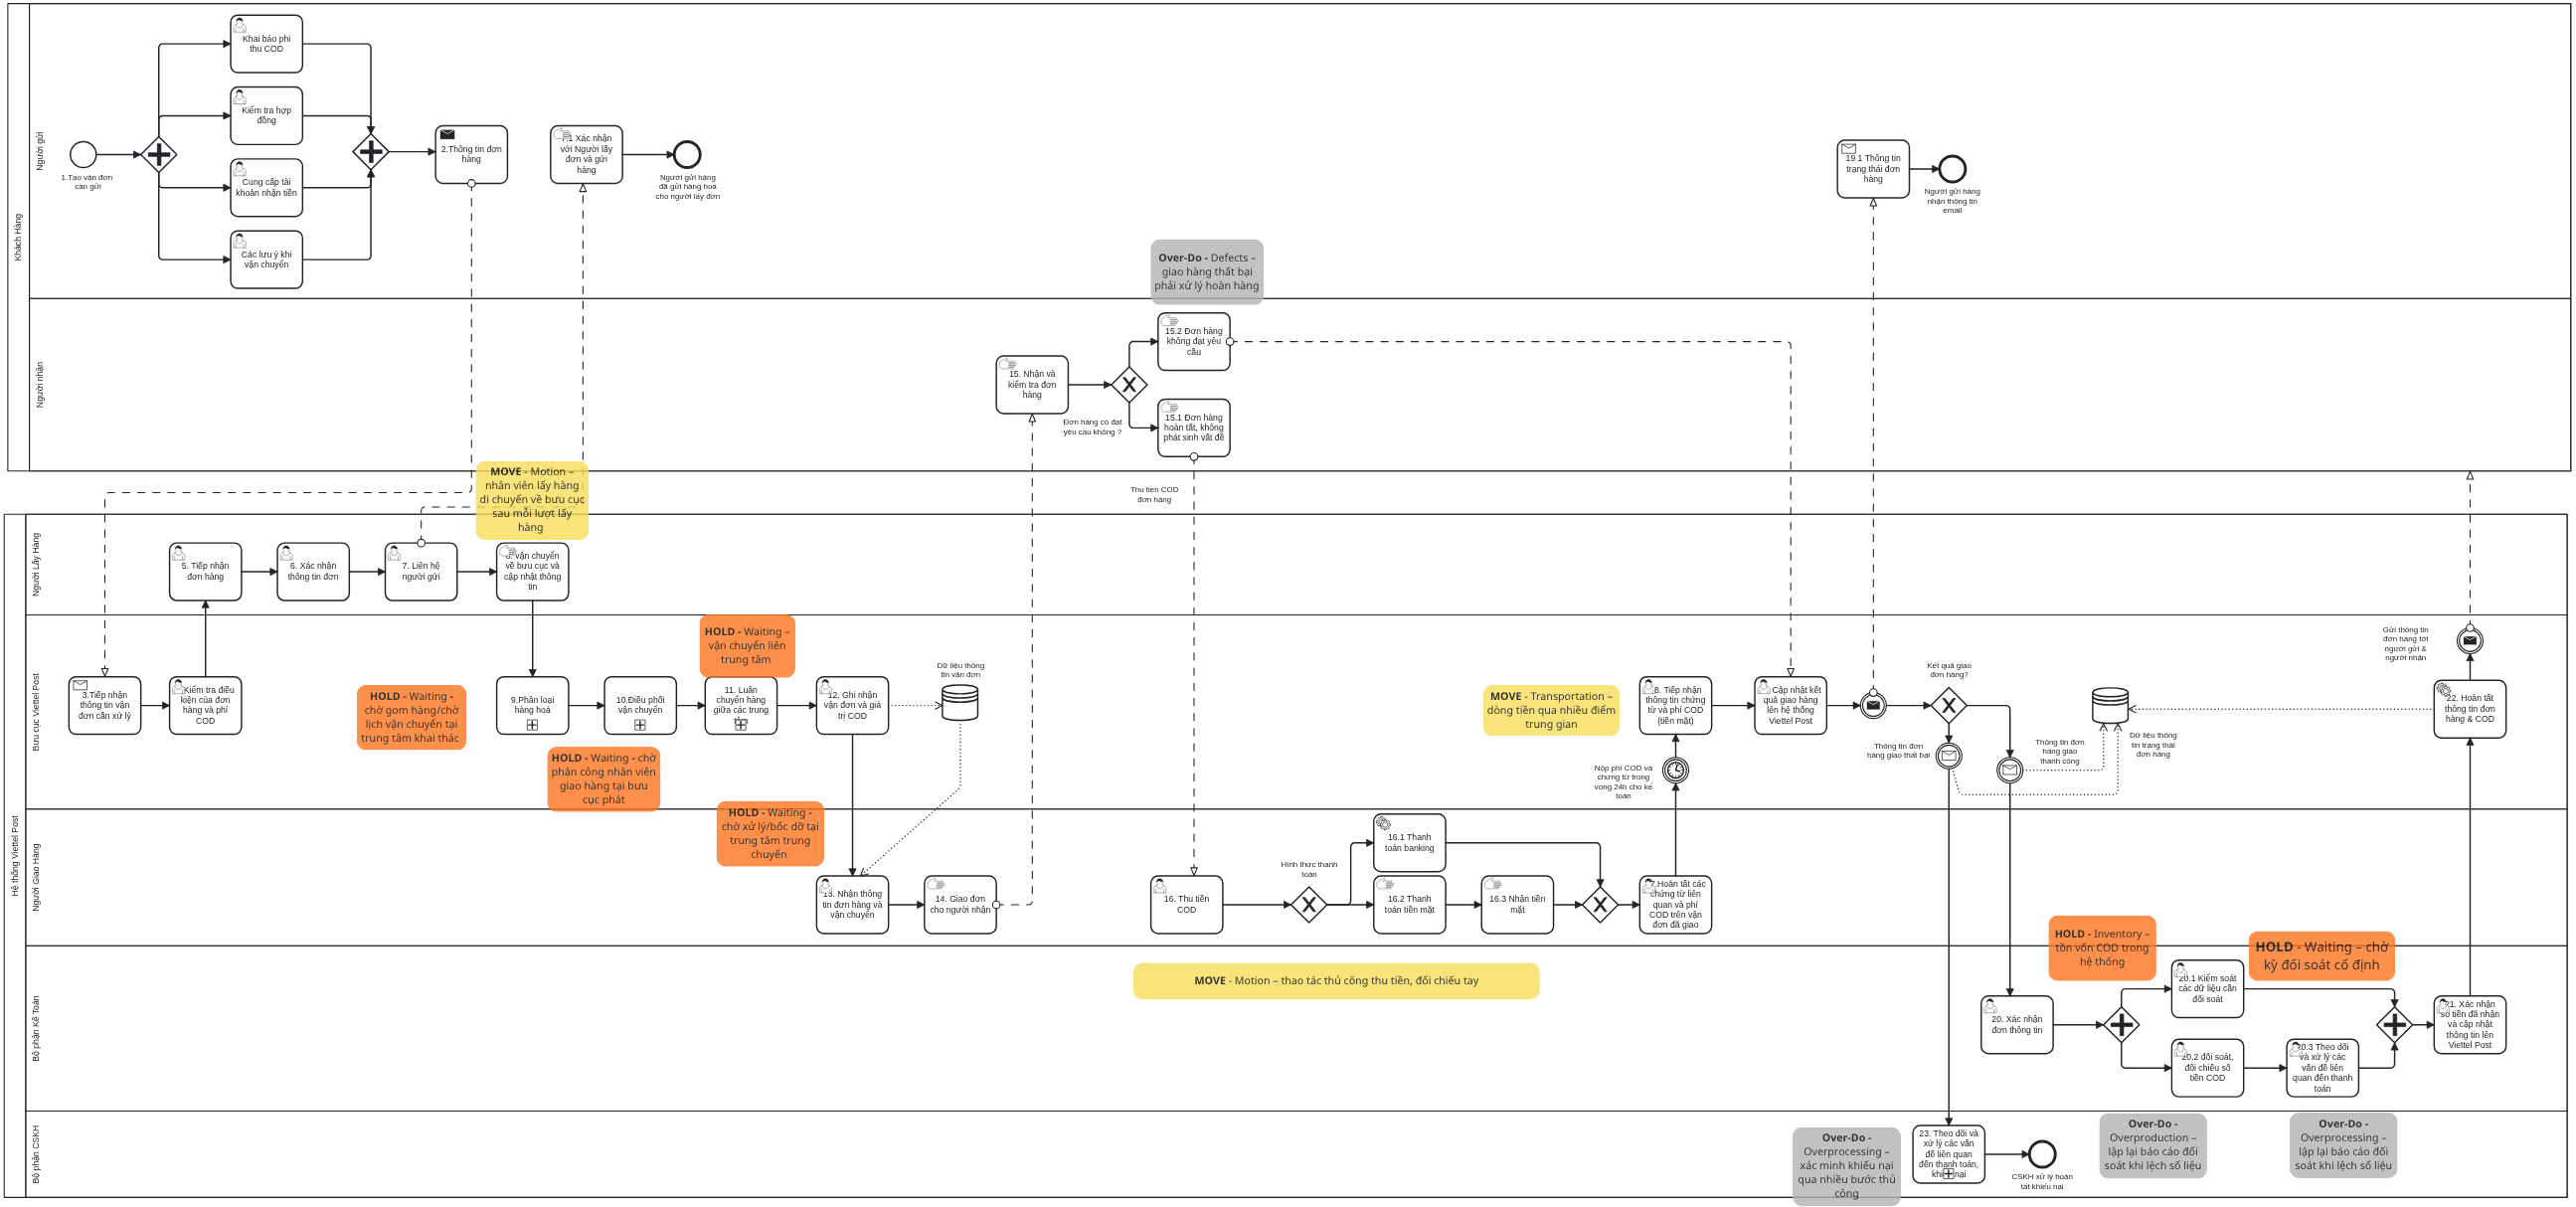 Khách Hàng
Người gửi
1.Tạo vận đơn
cần gửi
Khai báo phí
thu COD
Kiểm tra hợp
đồng
Cung cấp tài
khoản nhận tiền
Các lưu ý khi
vận chuyển
2.Thông tin đơn
hàng
Xác nhận
với Người lấy
đơn và gửi
hàng
Người gửi hàng
đã gửi hàng hoá
cho người lấy đơn
19 1 Thông tin
trạng thái đơn
hàng
Người gửi hàng
nhận thông tin
email
Over-Do - Defects –
giao hàng thất bại
phải xử lý hoàn hàng
Người nhận
15. Nhận và
kiểm tra đơn
hàng
Đơn hàng có đạt
yêu cầu không ?
15.2 Đơn hàng
không đạt yêu
cầu
15.1 Đơn hàng
hoàn tất, không
phát sinh vất đề
Thu tiền COD
đơn hàng
MOVE - Motion –
nhân viên lấy hàng
di chuyển về bưu cục
sau mỗi lượt lấy
hàng
Hệ thống Viettel Post
Người Lấy Hàng
5. Tiếp nhận
đơn hàng
6. Xác nhận
thông tin đơn
7. Liên hệ
người gửi
vận chuyển
về bưu cục và
cập nhật thông
tin
Bưu cục Viettel Post
3.Tiếp nhận
thông tin vận
đơn cần xử lý
Kiểm tra điều
kiện của đơn
hàng và phí
COD
HOLD - Waiting -
chờ gom hàng/chờ
lịch vận chuyển tại
trung tâm khai thác
9.Phân loại
hàng hoá
10.Điều phối
vận chuyển
11. Luân
chuyển hàng
giữa các trung
HOLD - Waiting –
vận chuyển liên
trung tâm
HOLD - Waiting - chờ
phân công nhân viên
giao hàng tại bưu
cục phát
12. Ghi nhận
vận đơn và giá
trị COD
Dữ liệu thông
tin vận đơn
MOVE - Transportation –
dòng tiền qua nhiều điểm
trung gian
Nộp phí COD và
chứng từ trong
vòng 24h cho kế
toán
8. Tiếp nhận
thông tin chứng
từ và phí COD
(tiền mặt)
Cập nhật kết
quả giao hàng
lên hệ thống
Viettel Post
Kết quả giao
đơn hàng?
Thông tin đơn
hàng giao thất bại
Thông tin đơn
hàng giao
thành công
Dữ liệu thông
tin trạng thái
đơn hàng
Gửi thông tin
đơn hàng tới
người gửi &
người nhận
22. Hoàn tất
thông tin đơn
hàng & COD
Người Giao Hàng
HOLD - Waiting -
chờ xử lý/bốc dỡ tại
trung tâm trung
chuyển
13. Nhận thông
tin đơn hàng và
vận chuyển
14. Giao đơn
cho người nhận
16. Thu tiền
COD
Hình thức thanh
toán
16.1 Thanh
toán banking
16.2 Thanh
toán tiền mặt
16.3 Nhận tiền
mặt
Hoàn tất các
chứng từ liên
quan và phí
COD trên vận
đơn đã giao
Bộ phận Kế Toán
MOVE - Motion – thao tác thủ công thu tiền, đối chiếu tay
HOLD - Inventory –
tồn vốn COD trong
hệ thống
HOLD - Waiting – chờ
kỳ đối soát cố định
20. Xác nhận
đơn thông tin
20.1 Kiểm soát
các dữ liệu cần
đối soát
20.2 đối soát,
đối chiếu số
tiền COD
20.3 Theo dõi
và xử lý các
vấn đề liên
quan đến thanh
toán
21. Xác nhận
số tiền đã nhận
và cập nhật
thông tin lên
Viettel Post
Bộ phận CSKH
Over-Do -
Overprocessing –
xác minh khiếu nại
qua nhiều bước thủ
công
23. Theo dõi và
xử lý các vấn
đề liên quan
đến thanh toán,
nại
CSKH xử lý hoàn
tất khiếu nại
Over-Do -
Overproduction –
lập lại báo cáo đối
soát khi lệch số liệu
Over-Do -
Overprocessing –
lập lại báo cáo đối
soát khi lệch số liệu